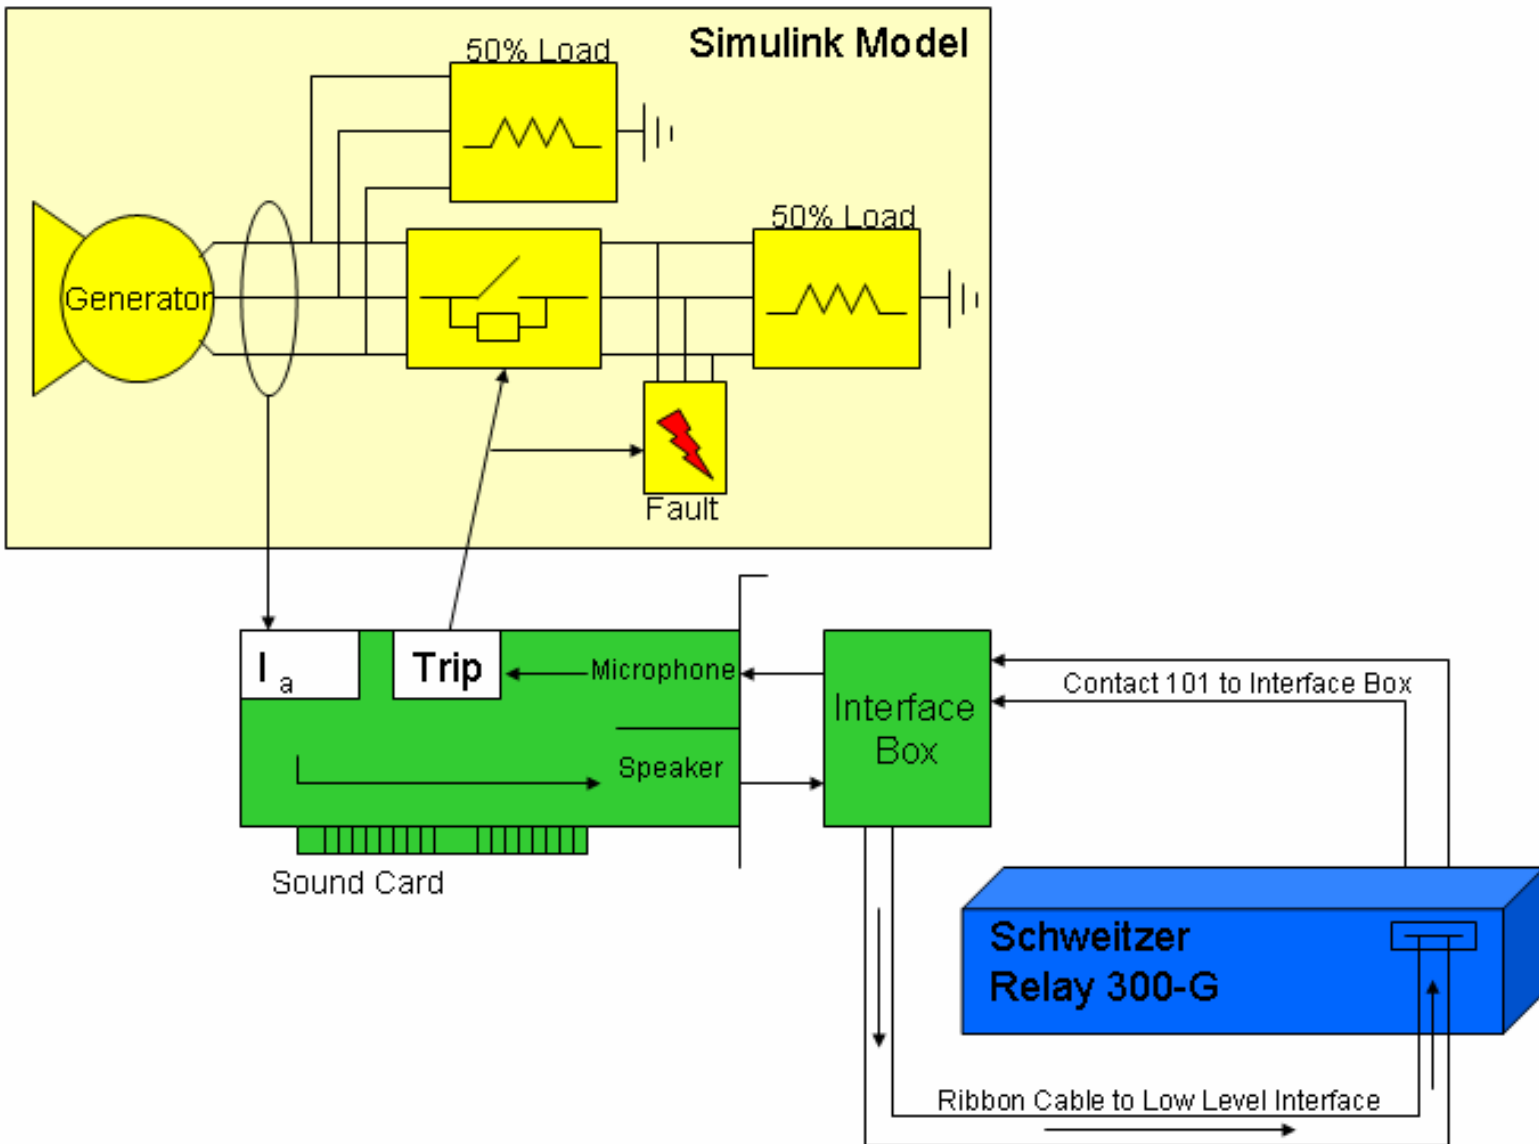 Simulink Model
50% Load
50% Load
Generator
Fault
I a
Trip
Microphone
Speaker
Sound Card
Interface
Box
Contact 101 to Interface Box
Schweitzer
Relay 300-G
Ribbon Cable to Low Level Interface